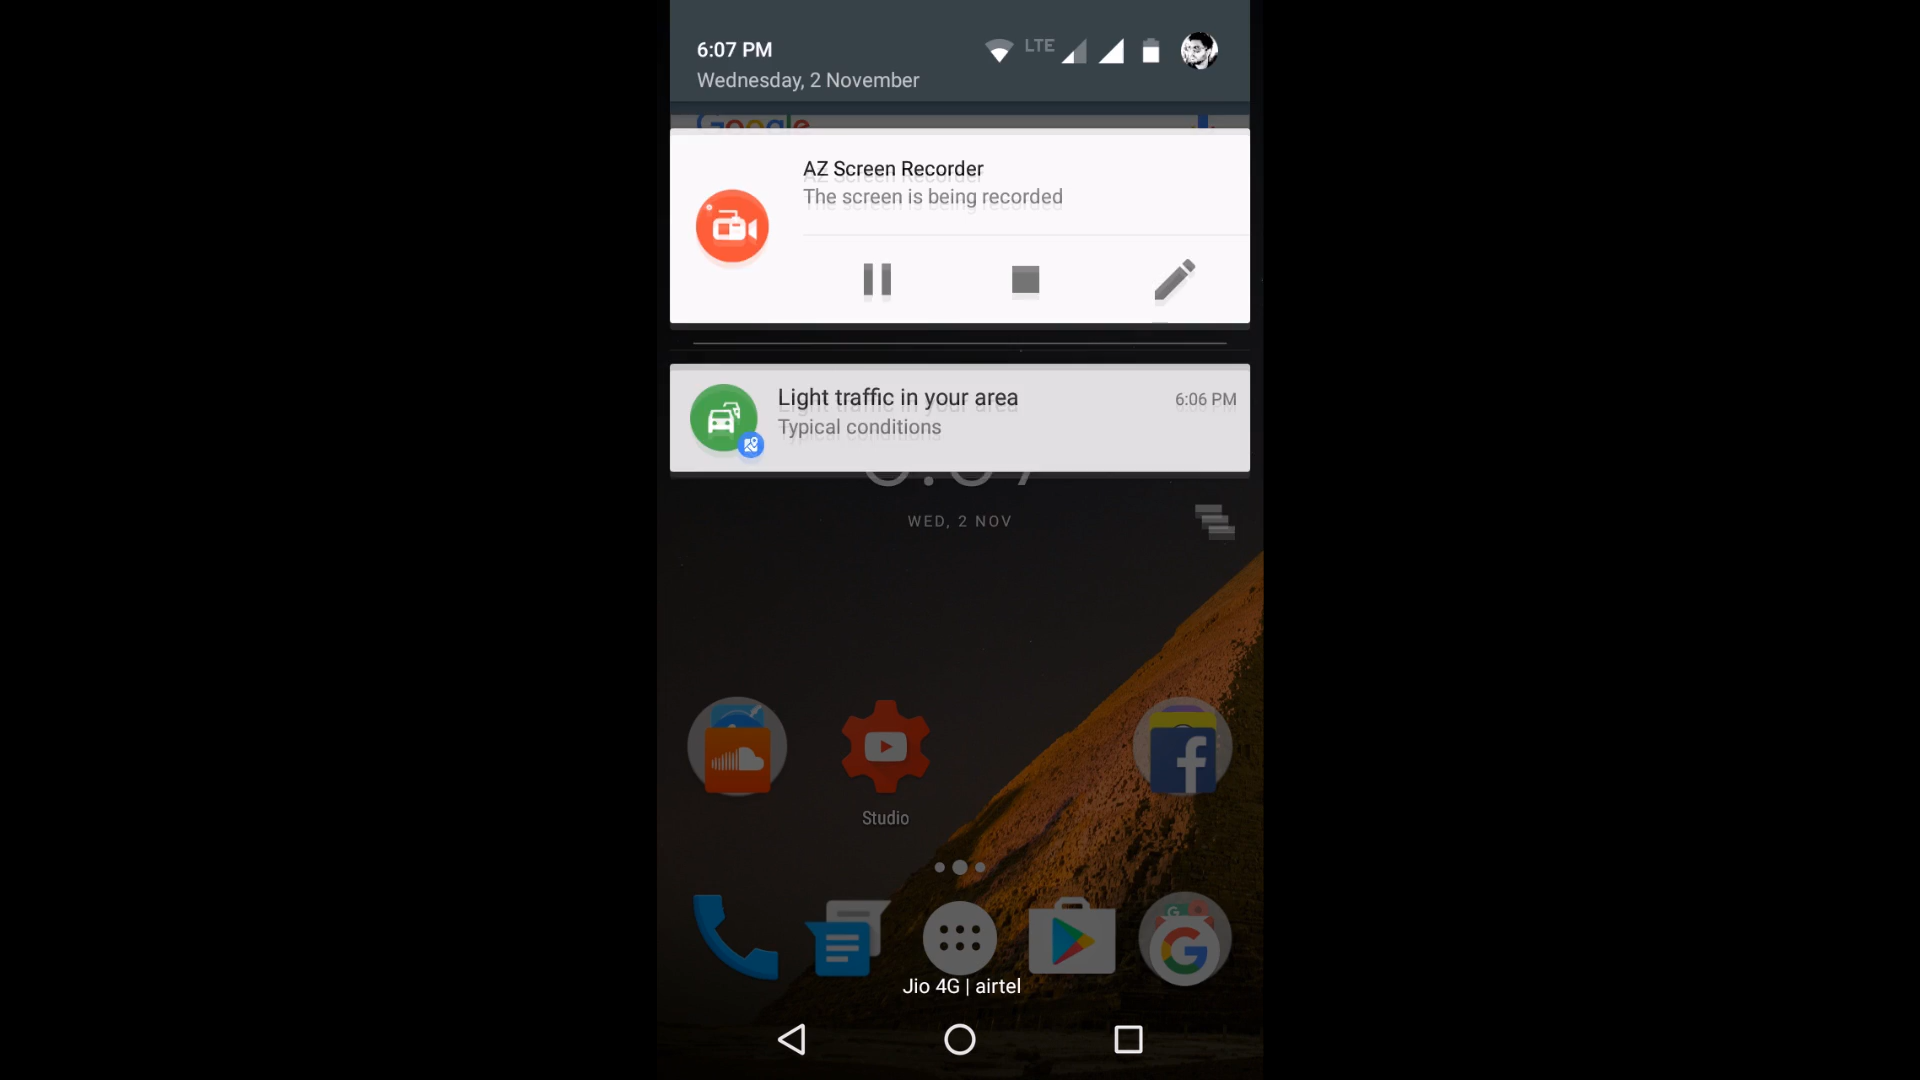 6:07 PM
LTE
Wednesday, 2 November
Google
AZ Screen Recorder
The screen is being recorded
Light traffic in your area
6:06 PM
Typical conditions
WED, 2 NOV
Studio
Jio 4G | airtel